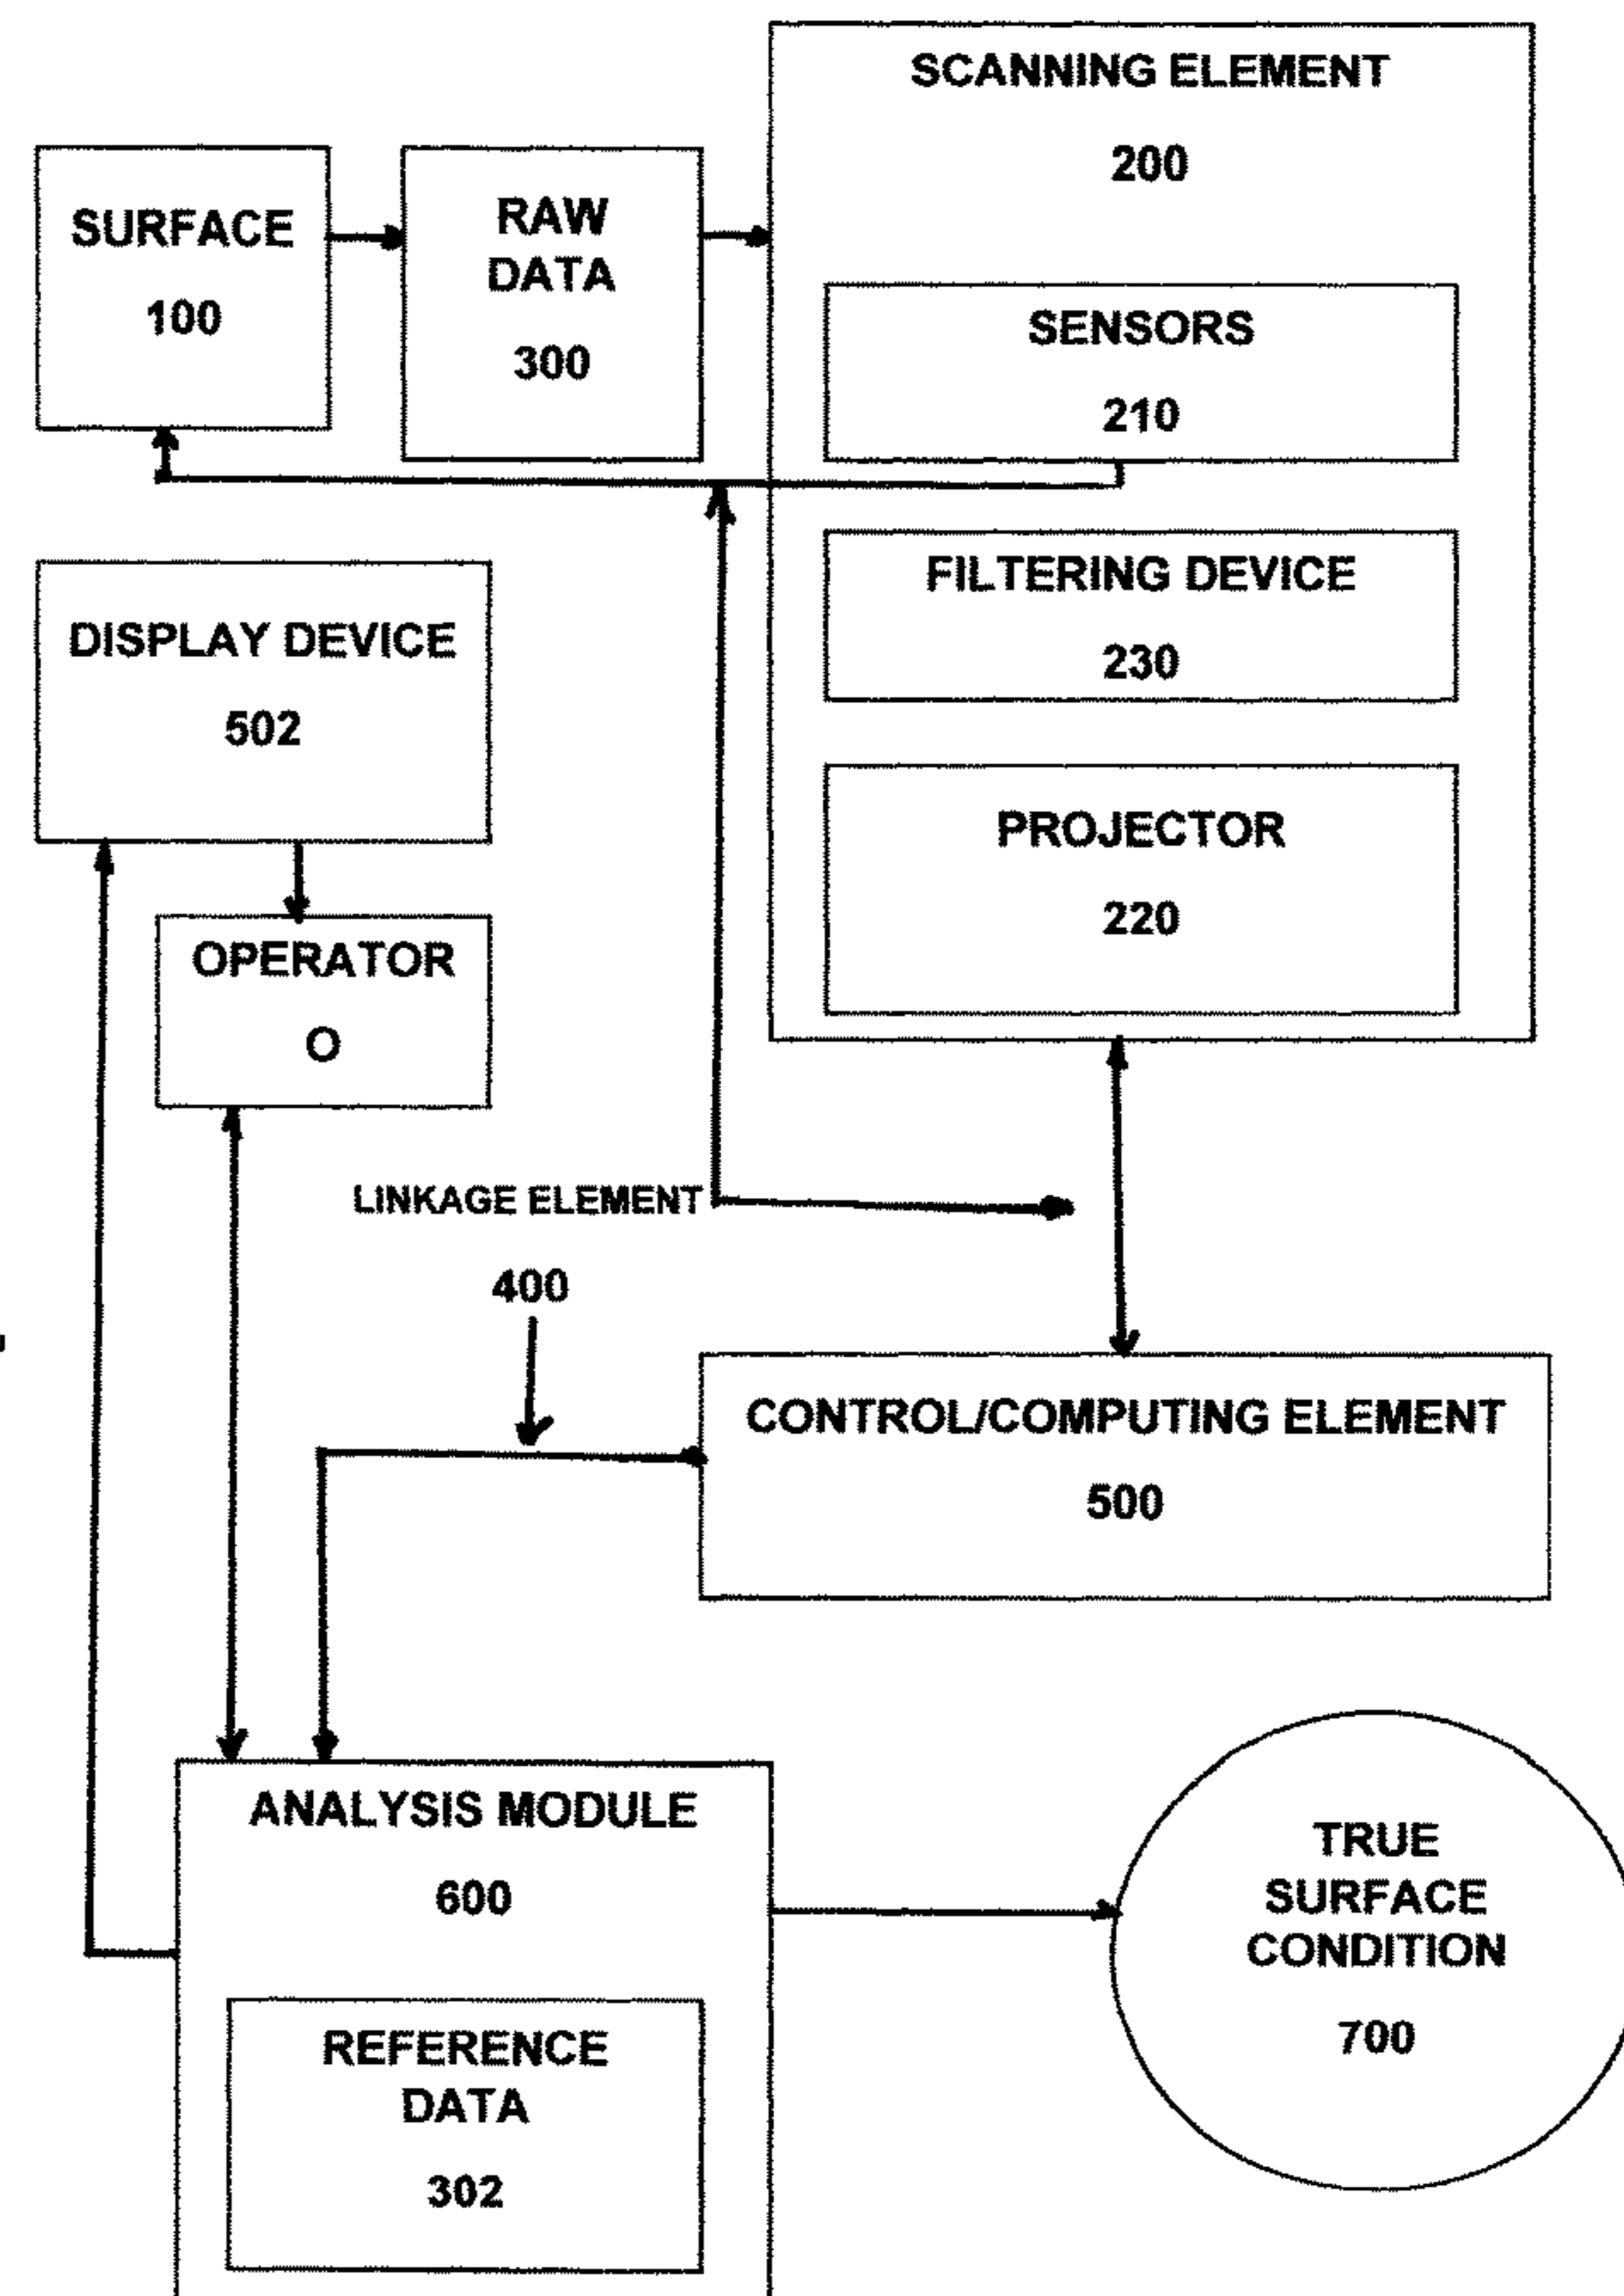 SCANNING ELEMENT
200
SURFACE
100
RAW
DATA
300
SENSORS
210
FILTERING DEVICE
230
DISPLAY DEVICE
502
PROJECTOR
220
OPERATOR
O
LINKAGE ELEMENT
400
CONTROL/COMPUTING ELEMENT
500
ANALYSIS MODULE
600
TRUE
SURFACE
CONDITION
700
REFERENCE
DATA
302